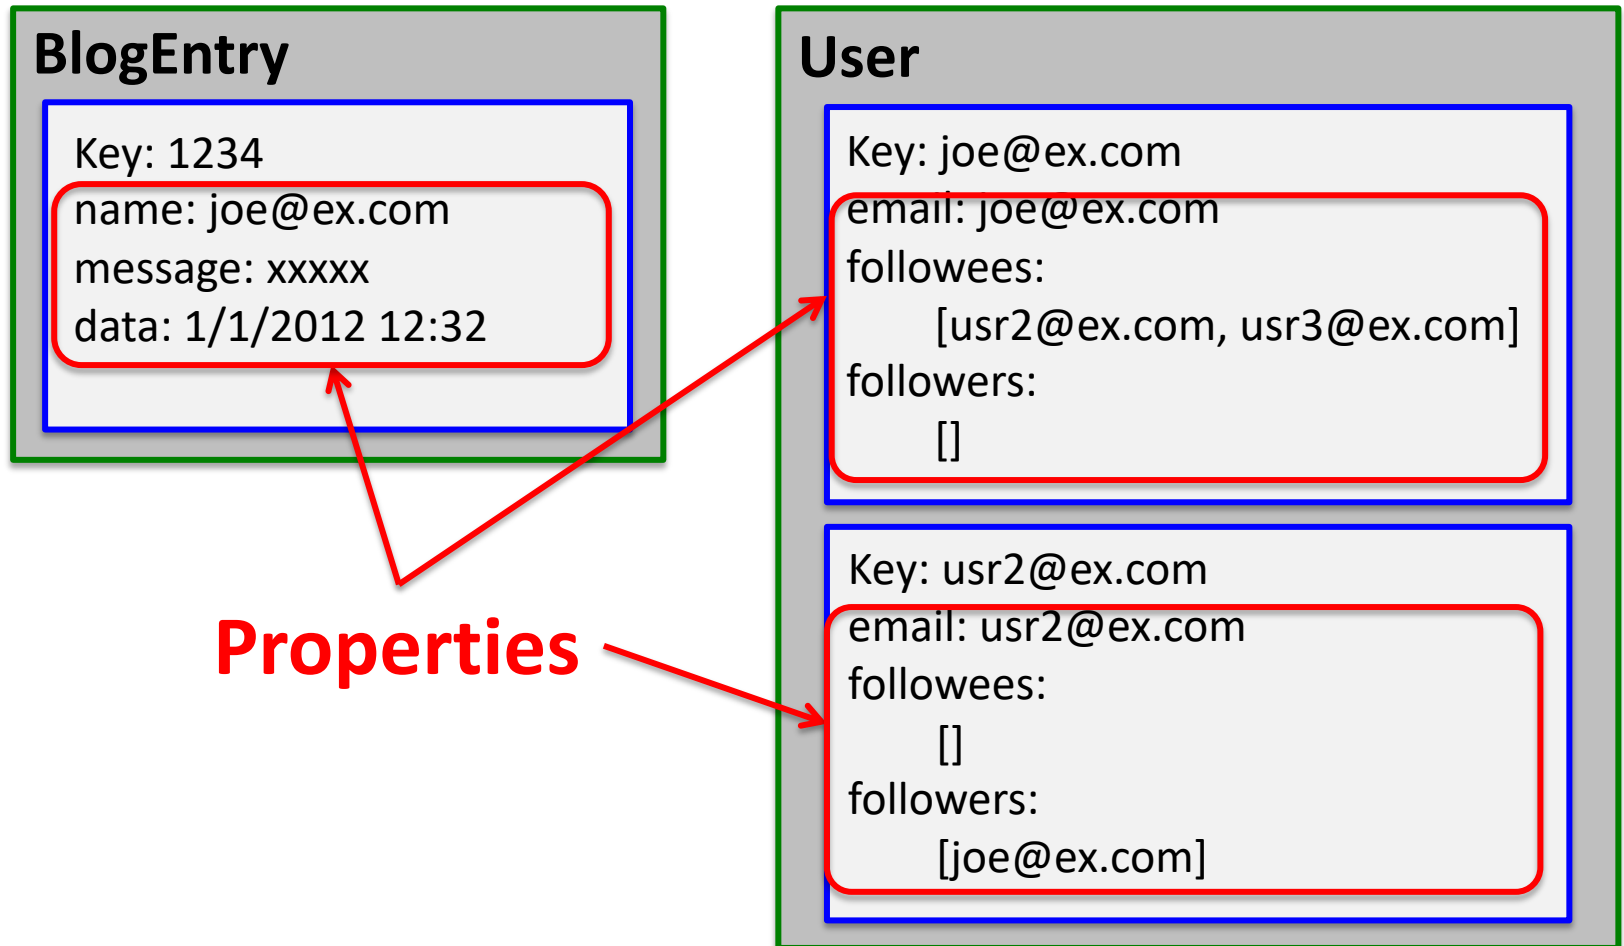 BlogEntry
Key: 1234
name: joe@ex.com
message: xxxxx
data: 1/1/2012 12:32
Properties
User
Key: joe@ex.com
email: joe@ex.com
followees:
[usr2@ex.com, usr3@ex.com]
followers:
[]
Key: usr2@ex.com
email: usr2@ex.com
followees:
[]
followers:
[joe@ex.com]